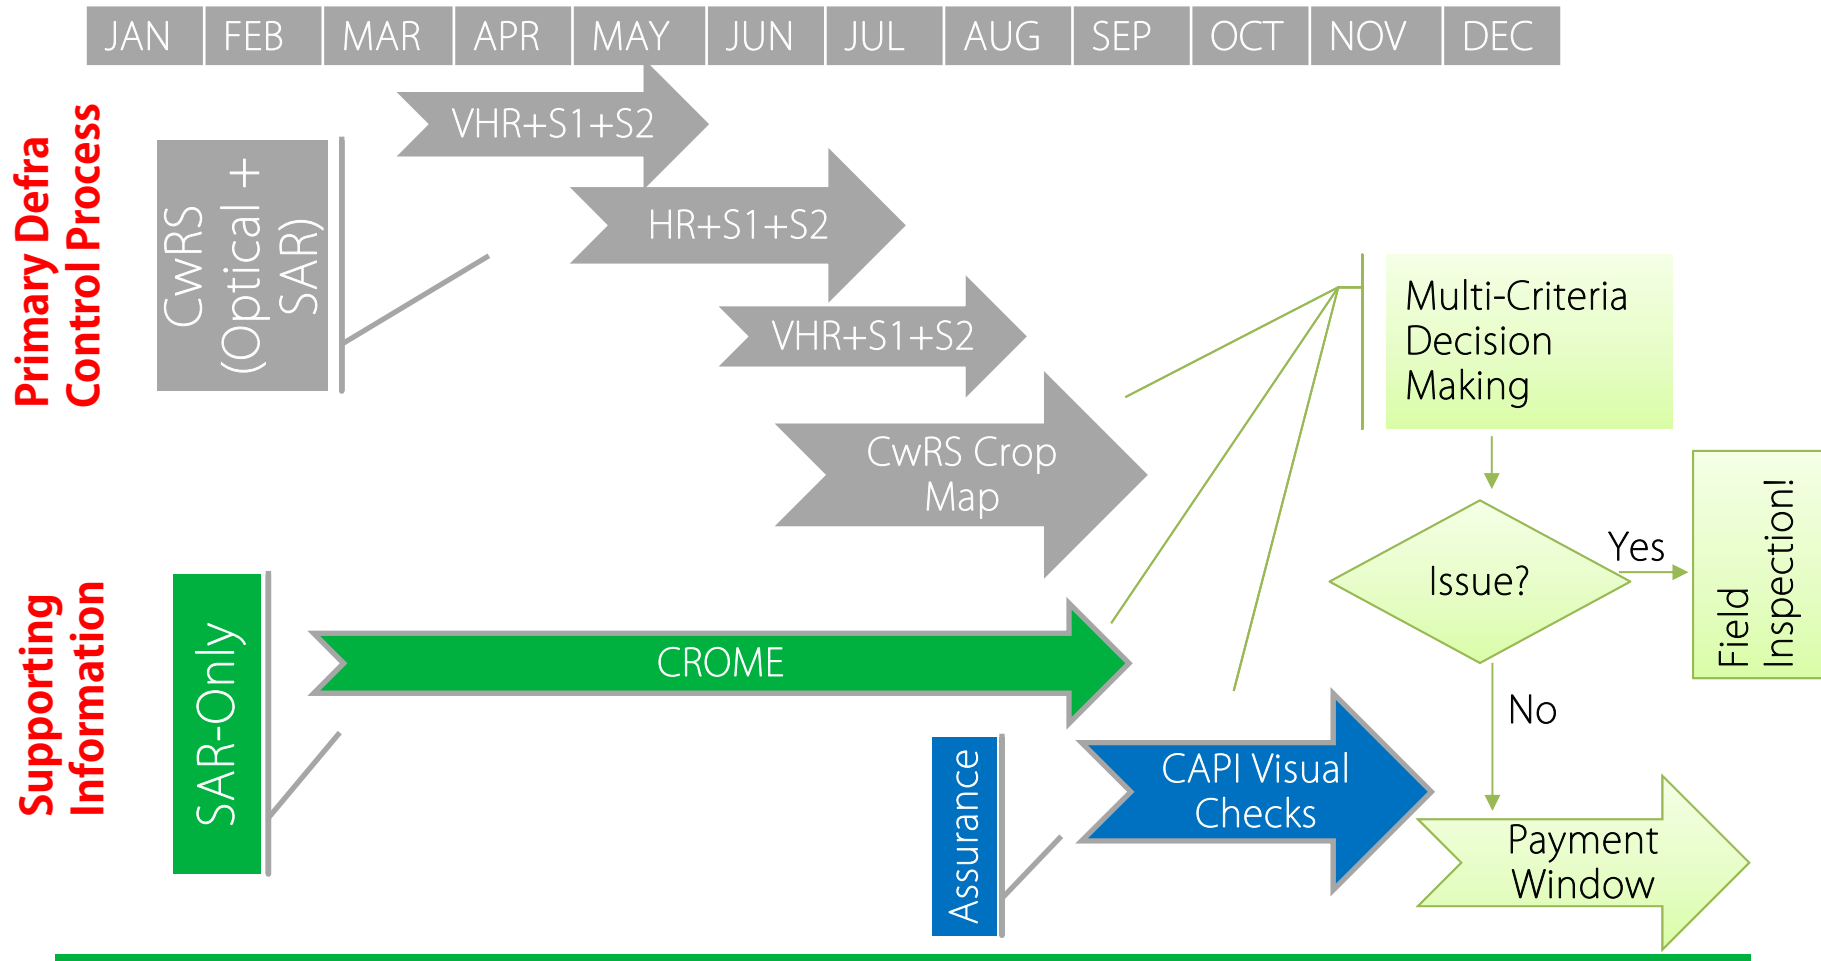 JAN FEB MAR APR MAY JUN JUL AUG SEP OCT NOV DEC
Primary Defra
Control Process
CwRS
(Optical +
SAR)
VHR+S1+S2
HR+S1+S2
VHR+S1+S2
CwRS Crop
Map
Multi-Criteria
Decision
Making
Issue?
Yes
Field
Inspection!
No
Supporting
Information
SAR-Only
CROME
Assurance
CAPI Visual
Checks
Payment
Window